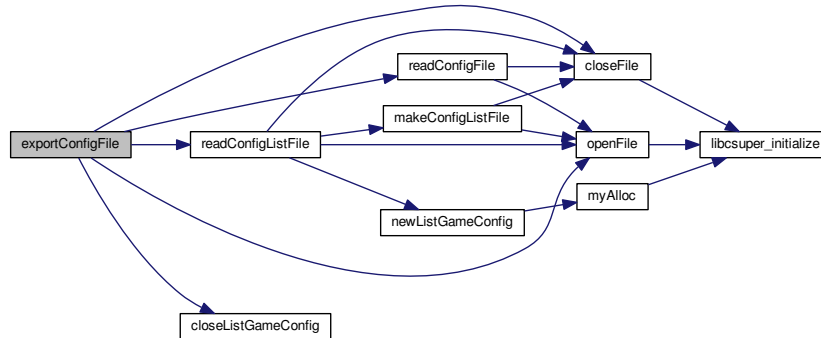 readConfigFile
closeFile
makeConfigListFile
exportConfigFile
readConfigListFile
openFile
libcsuper_initialize
myAlloc
newListGameConfig
closeListGameConfig